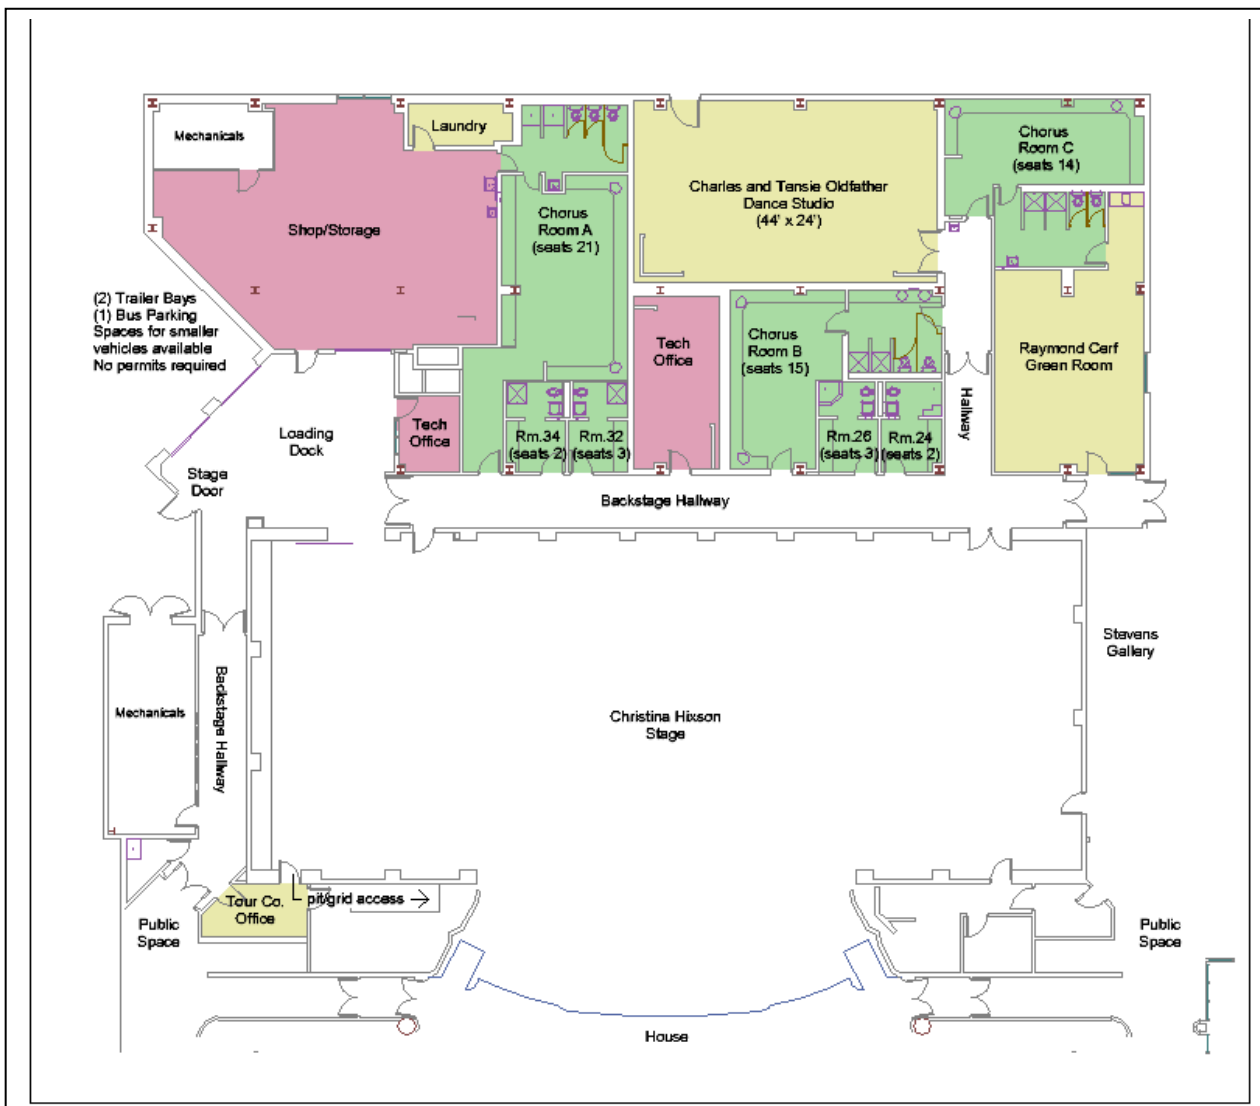 Mechanicals
Laundry
Shop/Storage
Chorus
Room A
(seats 21)
Charles and Tensie Oldfather
Dance Studio
(44' x 24')
Chorus
Room C
(seats 14)
(2) Trailer Bays
(1) Bus Parking
Spaces for smaller
vehicles available
No permits required
Tech
Office
Chorus
Room B
(seats 15)
Raymond Cerf
Green Room
Hallway
Loading
Dock
Tech
Office
Rm.34
(seats 2)
Rm.32
(seats 3)
Rm.26
(seats 3)
Rm.24
(seats 2)
Stage
Door
Backstage Hallway
Stevens
Gallery
Mechanicals
Backstage Hallway
Christina Hixson
Stage
Tour Co.
Office
pit/grid access
Public
Space
Public
Space
House